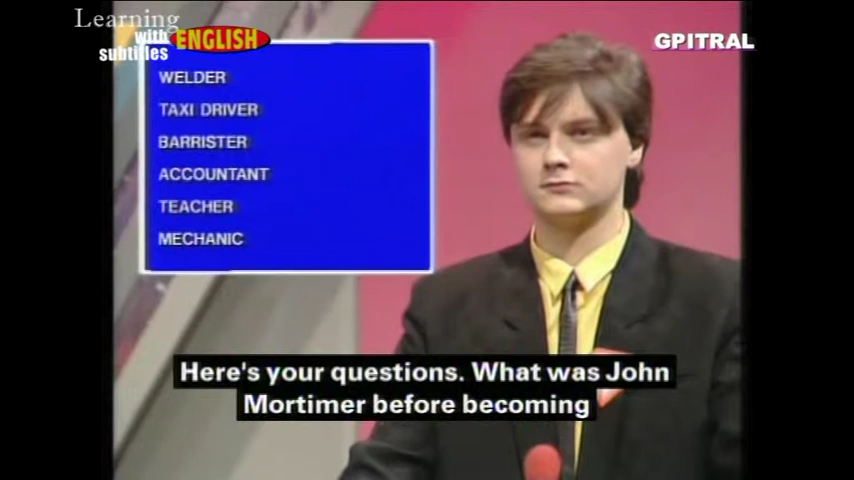 Learning
with ENGLISH
subtitles
GPITRAL
WELDER
TAXI DRIVER
BARRISTER
ACCOUNTANT
TEACHER
MECHANIC
Here's your questions. What was John
Mortimer before becoming